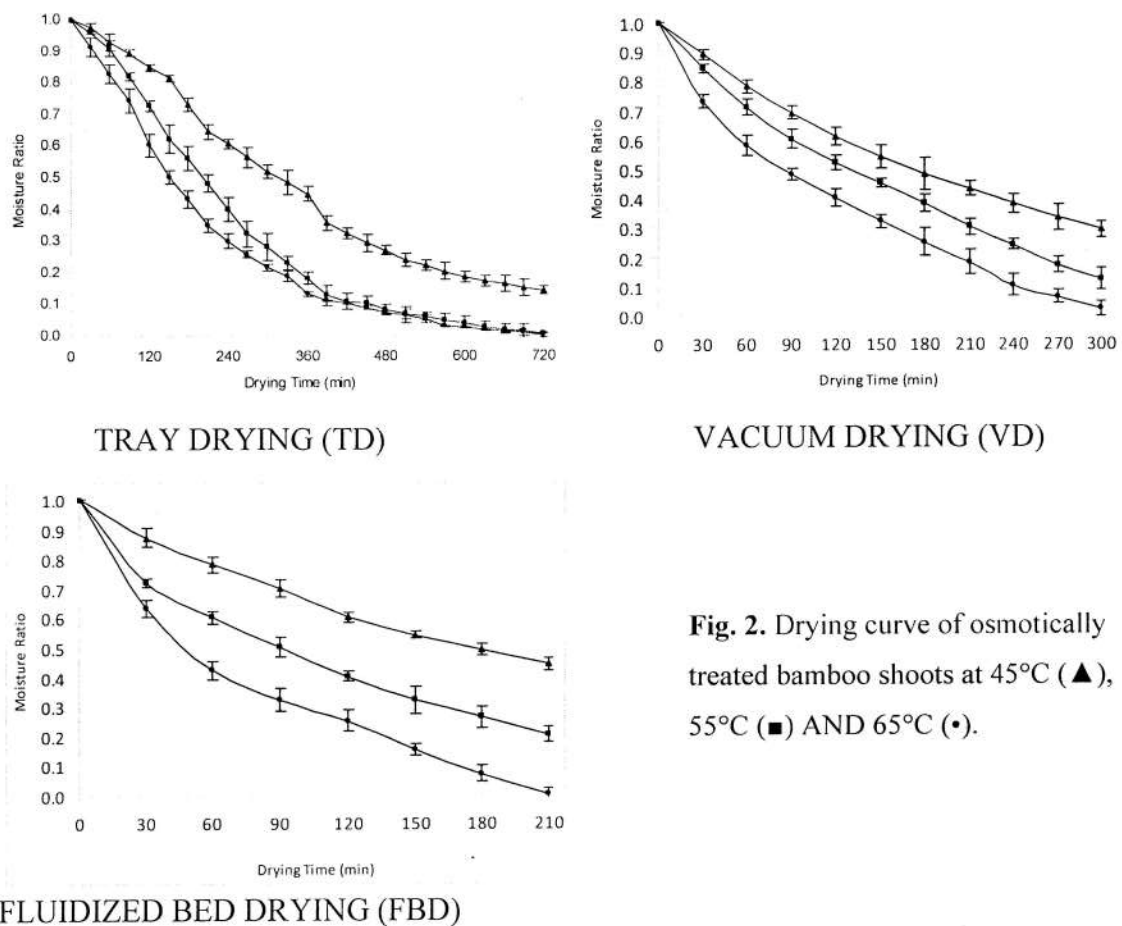 1.0
0.9
0.8
0.7
0.6
0.5
0.4
0.3
0.2
0.1
0.0
Moisture Ratio
0 120 240 360 480 600 720
Drying Time (min)
TRAY DRYING (TD)
1.0
0.9
0.8
0.7
0.6
0.5
0.4
0.3
0.2
0.1
0.0
Moisture Ratio
0 30 60 90 120 150 180 210 240 270 300
Drying Time (min)
VACUUM DRYING (VD)
1.0
0.9
0.8
0.7
0.6
0.5
0.4
0.3
0.2
0.1
0.0
Moisture Ratio
0 30 60 90 120 150 180 210
Drying Time (min)
FLUIDIZED BED DRYING (FBD)
Fig. 2. Drying curve of osmotically
treated bamboo shoots at 45°C (▲),
55°C (■) AND 65°C (•).